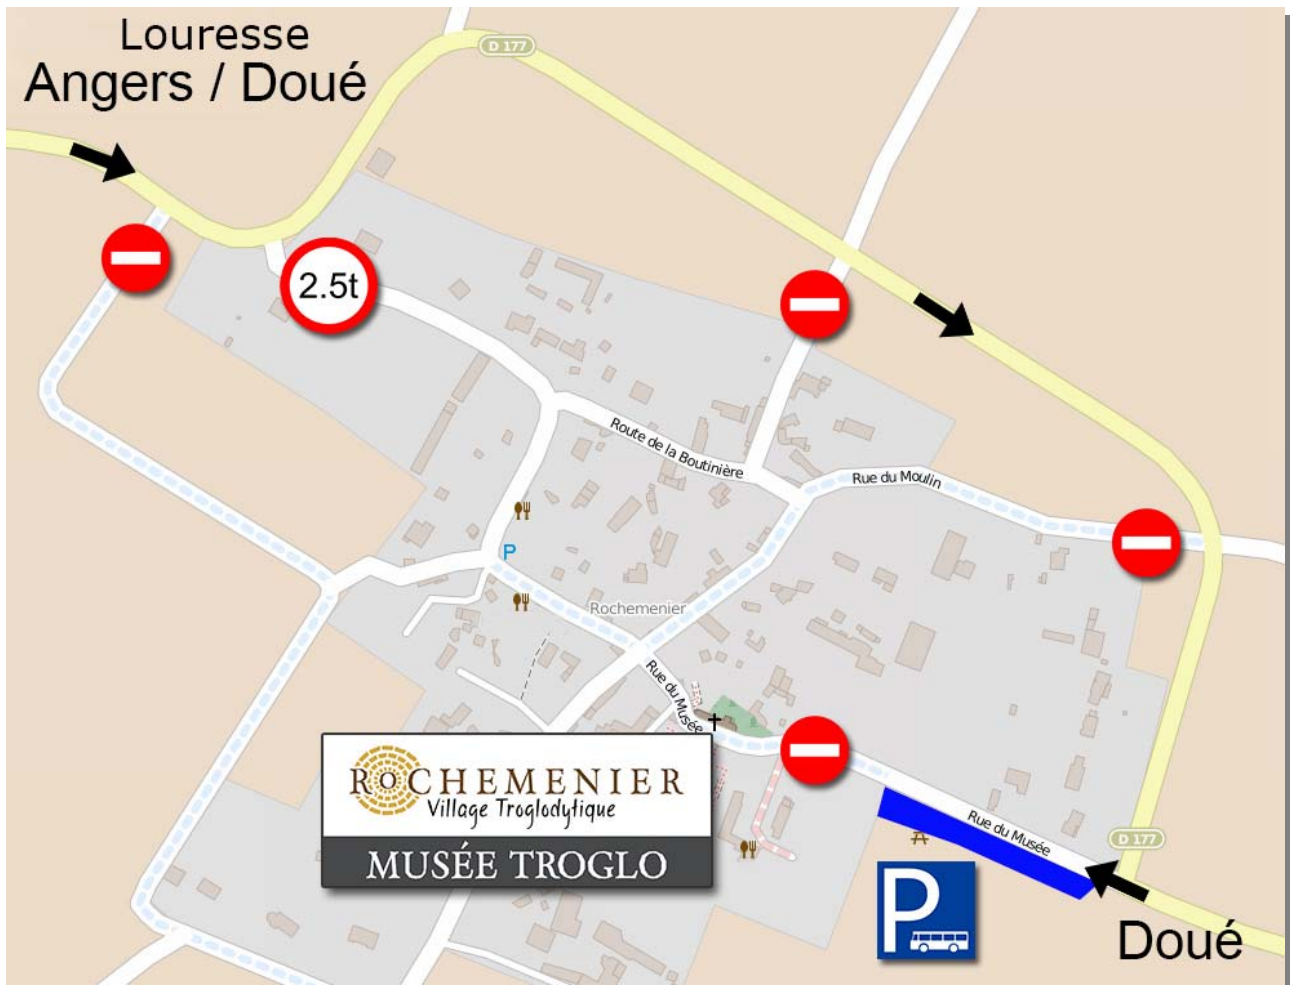 Louresse
Angers / Doué
D 177
2.5t
Route de la Boutinière
Rue du Moulin
P
Rochemenier
Rue du Musée
ROCHEMENIER
Village Troglodytique
MUSÉE TROGLO
Rue du Musée
D 177
P
Doué